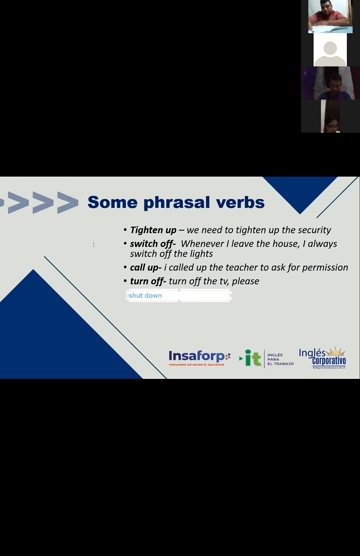 Some phrasal verbs
• Tighten up – we need to tighten up the security
• switch off- Whenever I leave the house, I always
switch off the lights
• call up- i called up the teacher to ask for permission
• turn off- turn off the tv, please
-shut down
Insaforp
it
INGLÉS
PARA
EL TRABAJO
Inglés
Corporativo